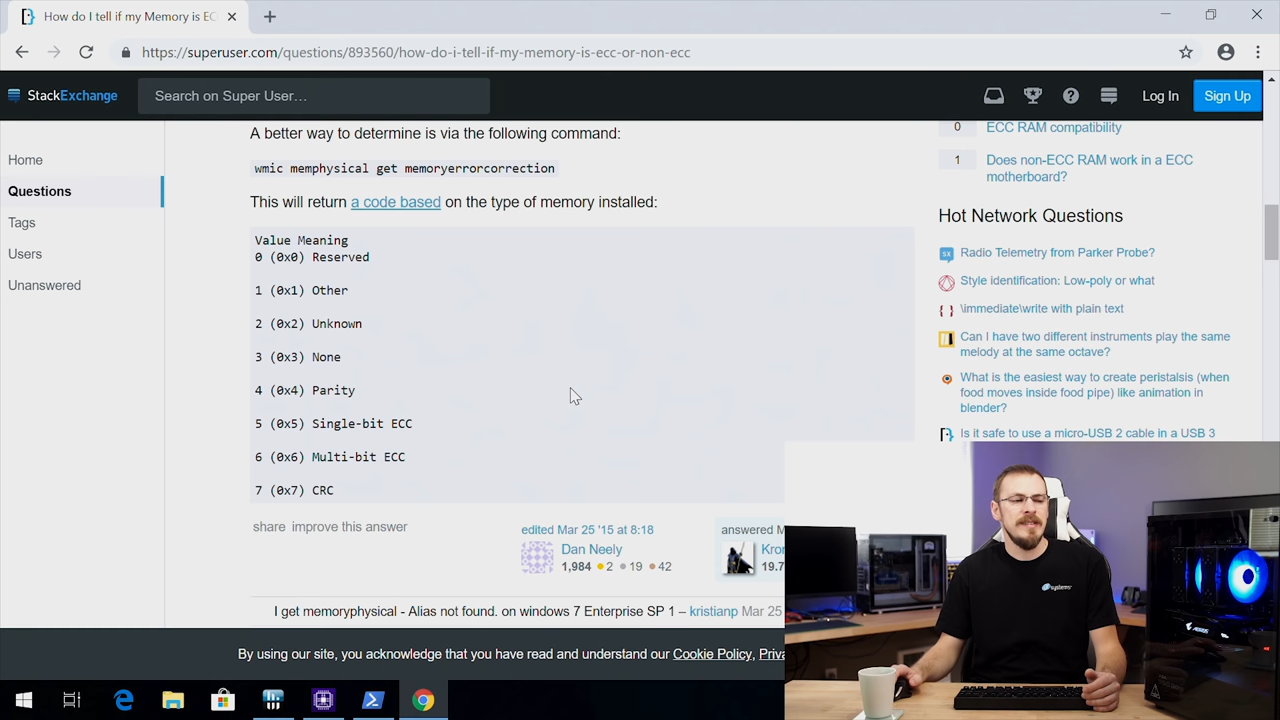 How do I tell if my Memory is EC
https://superuser.com/questions/893560/how-do-i-tell-if-my-memory-is-ecc-or-non-ecc
StackExchange
Search on Super User...
Log In
Sign Up
Home
Questions
Tags
Users
Unanswered
A better way to determine is via the following command:
wmic memphysical get memoryerrorcorrection
This will return a code based on the type of memory installed:
Value Meaning
0 (0x0) Reserved
1 (0x1) Other
2 (0x2) Unknown
3 (0x3) None
4 (0x4) Parity
5 (0x5) Single-bit ECC
6 (0x6) Multi-bit ECC
7 (0x7) CRC
share improve this answer
edited Mar 25 '15 at 8:18
Dan Neely
1,984 2 19 42
answered M
Kror
19.7
I get memoryphysical - Alias not found. on windows 7 Enterprise SP 1 – kristianp Mar 25
0 ECC RAM compatibility
1 Does non-ECC RAM work in a ECC
motherboard?
Hot Network Questions
Radio Telemetry from Parker Probe?
Style identification: Low-poly or what
\immediate\write with plain text
Can I have two different instruments play the same
melody at the same octave?
What is the easiest way to create peristalsis (when
food moves inside food pipe) like animation in
blender?
Is it safe to use a micro-USB 2 cable in a USB 3
By using our site, you acknowledge that you have read and understand our Cookie Policy, Priva
systems
AORUS